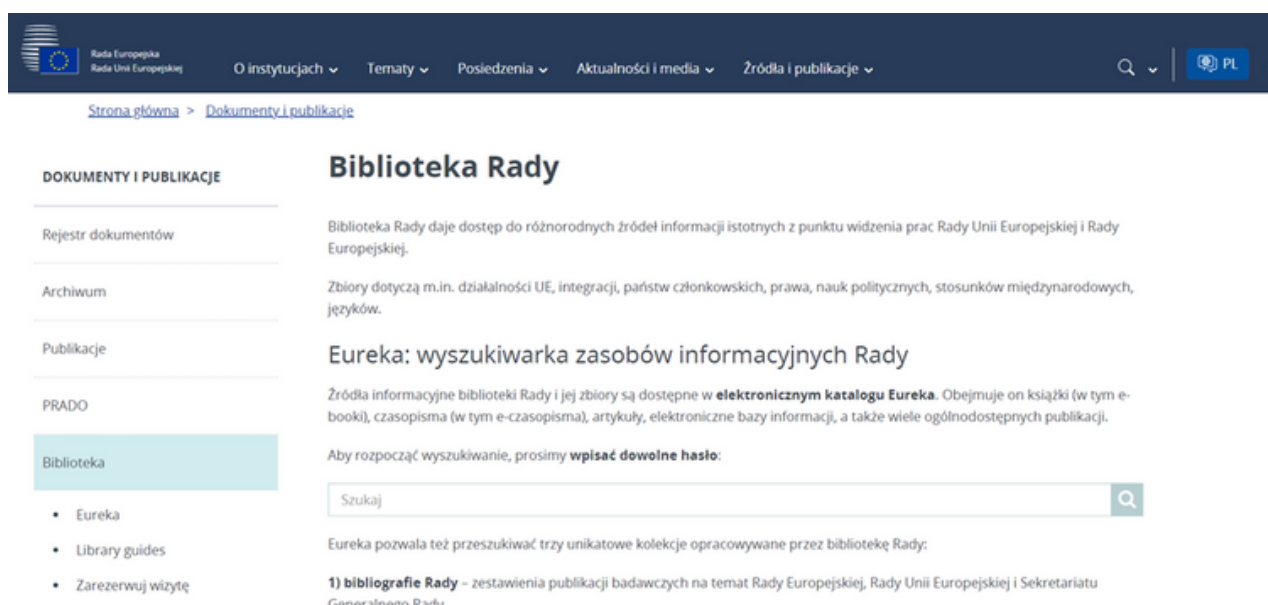 Rada Europejska
Rada Unii Europejskiej
O instytucjach
Tematy
Posiedzenia
Aktualności i media
Źródła i publikacje
PL
Strona główna > Dokumenty i publikacje
DOKUMENTY I PUBLIKACJE
Rejestr dokumentów
Archiwum
Publikacje
PRADO
Biblioteka
• Eureka
• Library guides
• Zarezerwuj wizytę
Biblioteka Rady
Biblioteka Rady daje dostęp do różnorodnych źródeł informacji istotnych z punktu widzenia prac Rady Unii Europejskiej i Rady
Europejskiej.
Zbiory dotyczą m.in. działalności UE, integracji, państw członkowskich, prawa, nauk politycznych, stosunków międzynarodowych,
języków.
Eureka: wyszukiwarka zasobów informacyjnych Rady
Źródła informacyjne biblioteki Rady i jej zbiory są dostępne w elektronicznym katalogu Eureka. Obejmuje on książki (w tym e-
booki), czasopisma (w tym e-czasopisma), artykuły, elektroniczne bazy informacji, a także wiele ogólnodostępnych publikacji.
Aby rozpocząć wyszukiwanie, prosimy wpisać dowolne hasło:
Szukaj
Eureka pozwala też przeszukiwać trzy unikatowe kolekcje opracowywane przez bibliotekę Rady:
1) bibliografie Rady – zestawienia publikacji badawczych na temat Rady Europejskiej, Rady Unii Europejskiej i Sekretariatu
Generalnego Rady